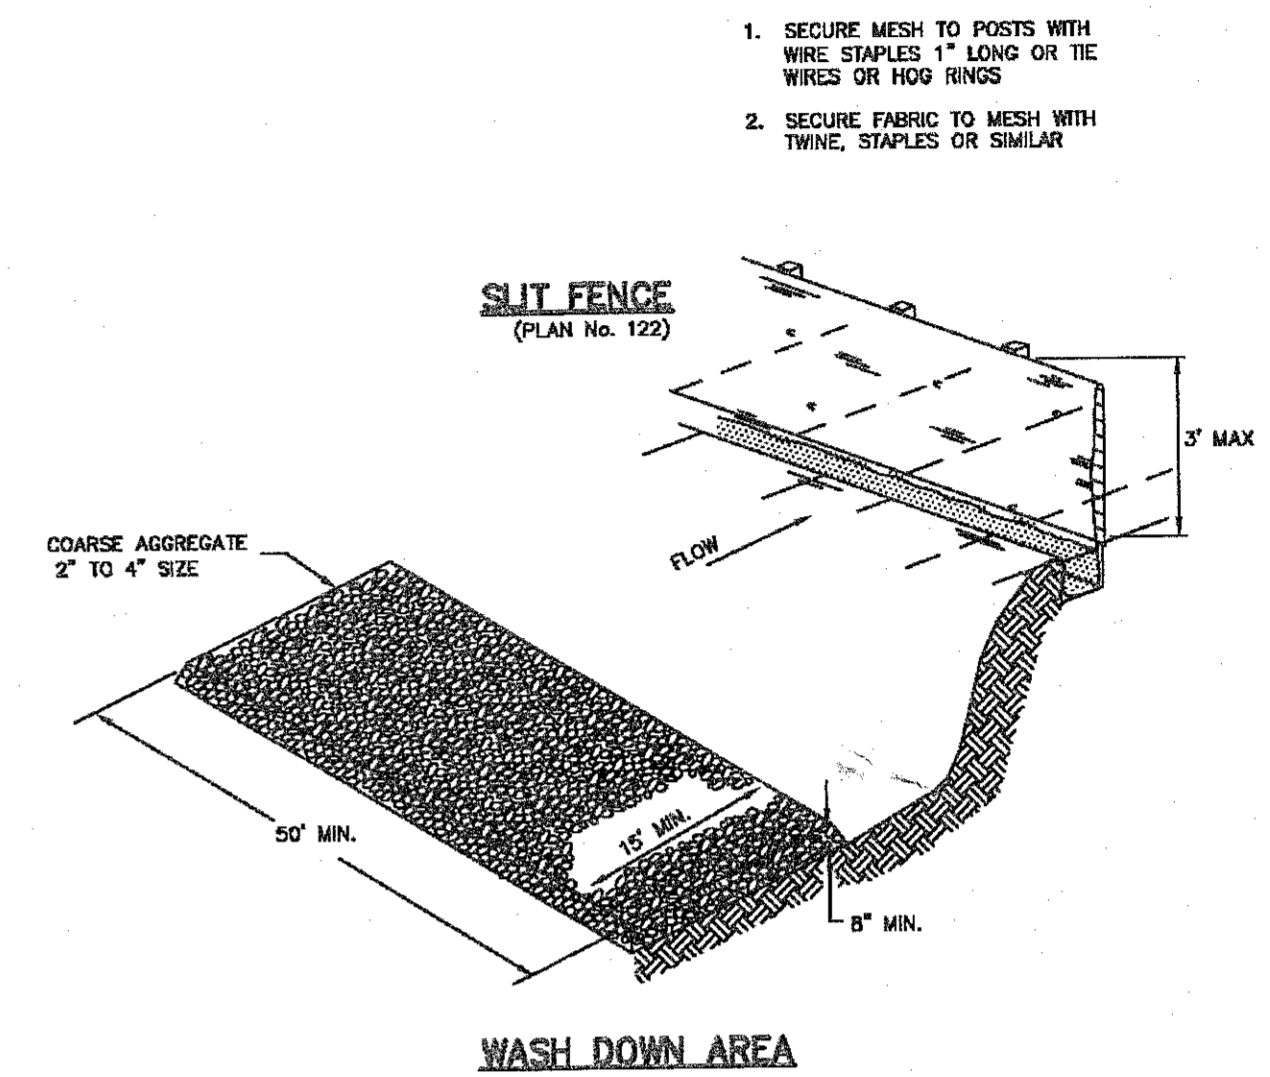 1. SECURE MESH TO POSTS WITH
WIRE STAPLES 1" LONG OR TIE
WIRES OR HOG RINGS
2. SECURE FABRIC TO MESH WITH
TWINE, STAPLES OR SIMILAR
SLIT FENCE
(PLAN No. 122)
3' MAX
FLOW
COARSE AGGREGATE
2" TO 4" SIZE
50' MIN.
15' MIN.
8" MIN.
WASH DOWN AREA